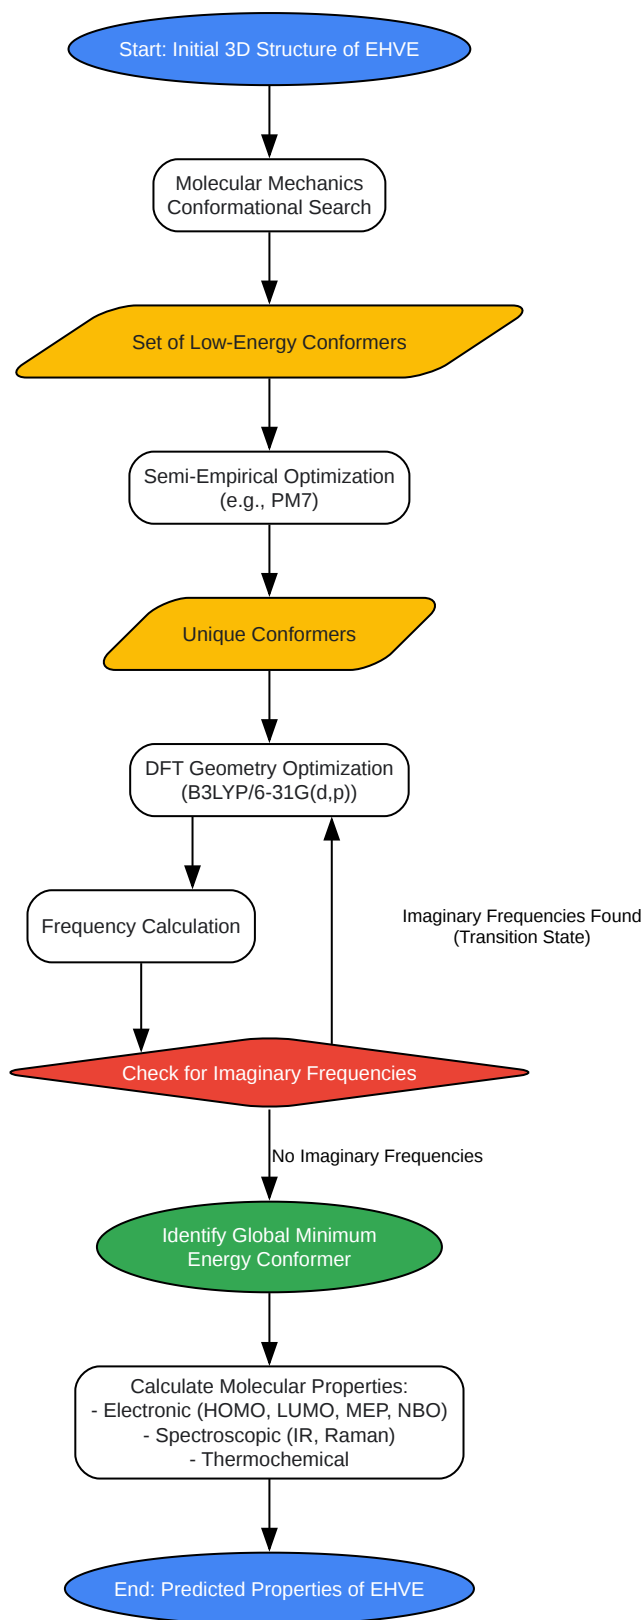 Start: Initial 3D Structure of EHVE
Molecular Mechanics
Conformational Search
Set of Low-Energy Conformers
Semi-Empirical Optimization
(e.g., PM7)
Unique Conformers
DFT Geometry Optimization
(B3LYP/6-31G(d,p))
Frequency Calculation
Imaginary Frequencies Found
(Transition State)
Check for Imaginary Frequencies
No Imaginary Frequencies
Identify Global Minimum
Energy Conformer
Calculate Molecular Properties:
- Electronic (HOMO, LUMO, MEP, NBO)
- Spectroscopic (IR, Raman)
- Thermochemical
End: Predicted Properties of EHVE